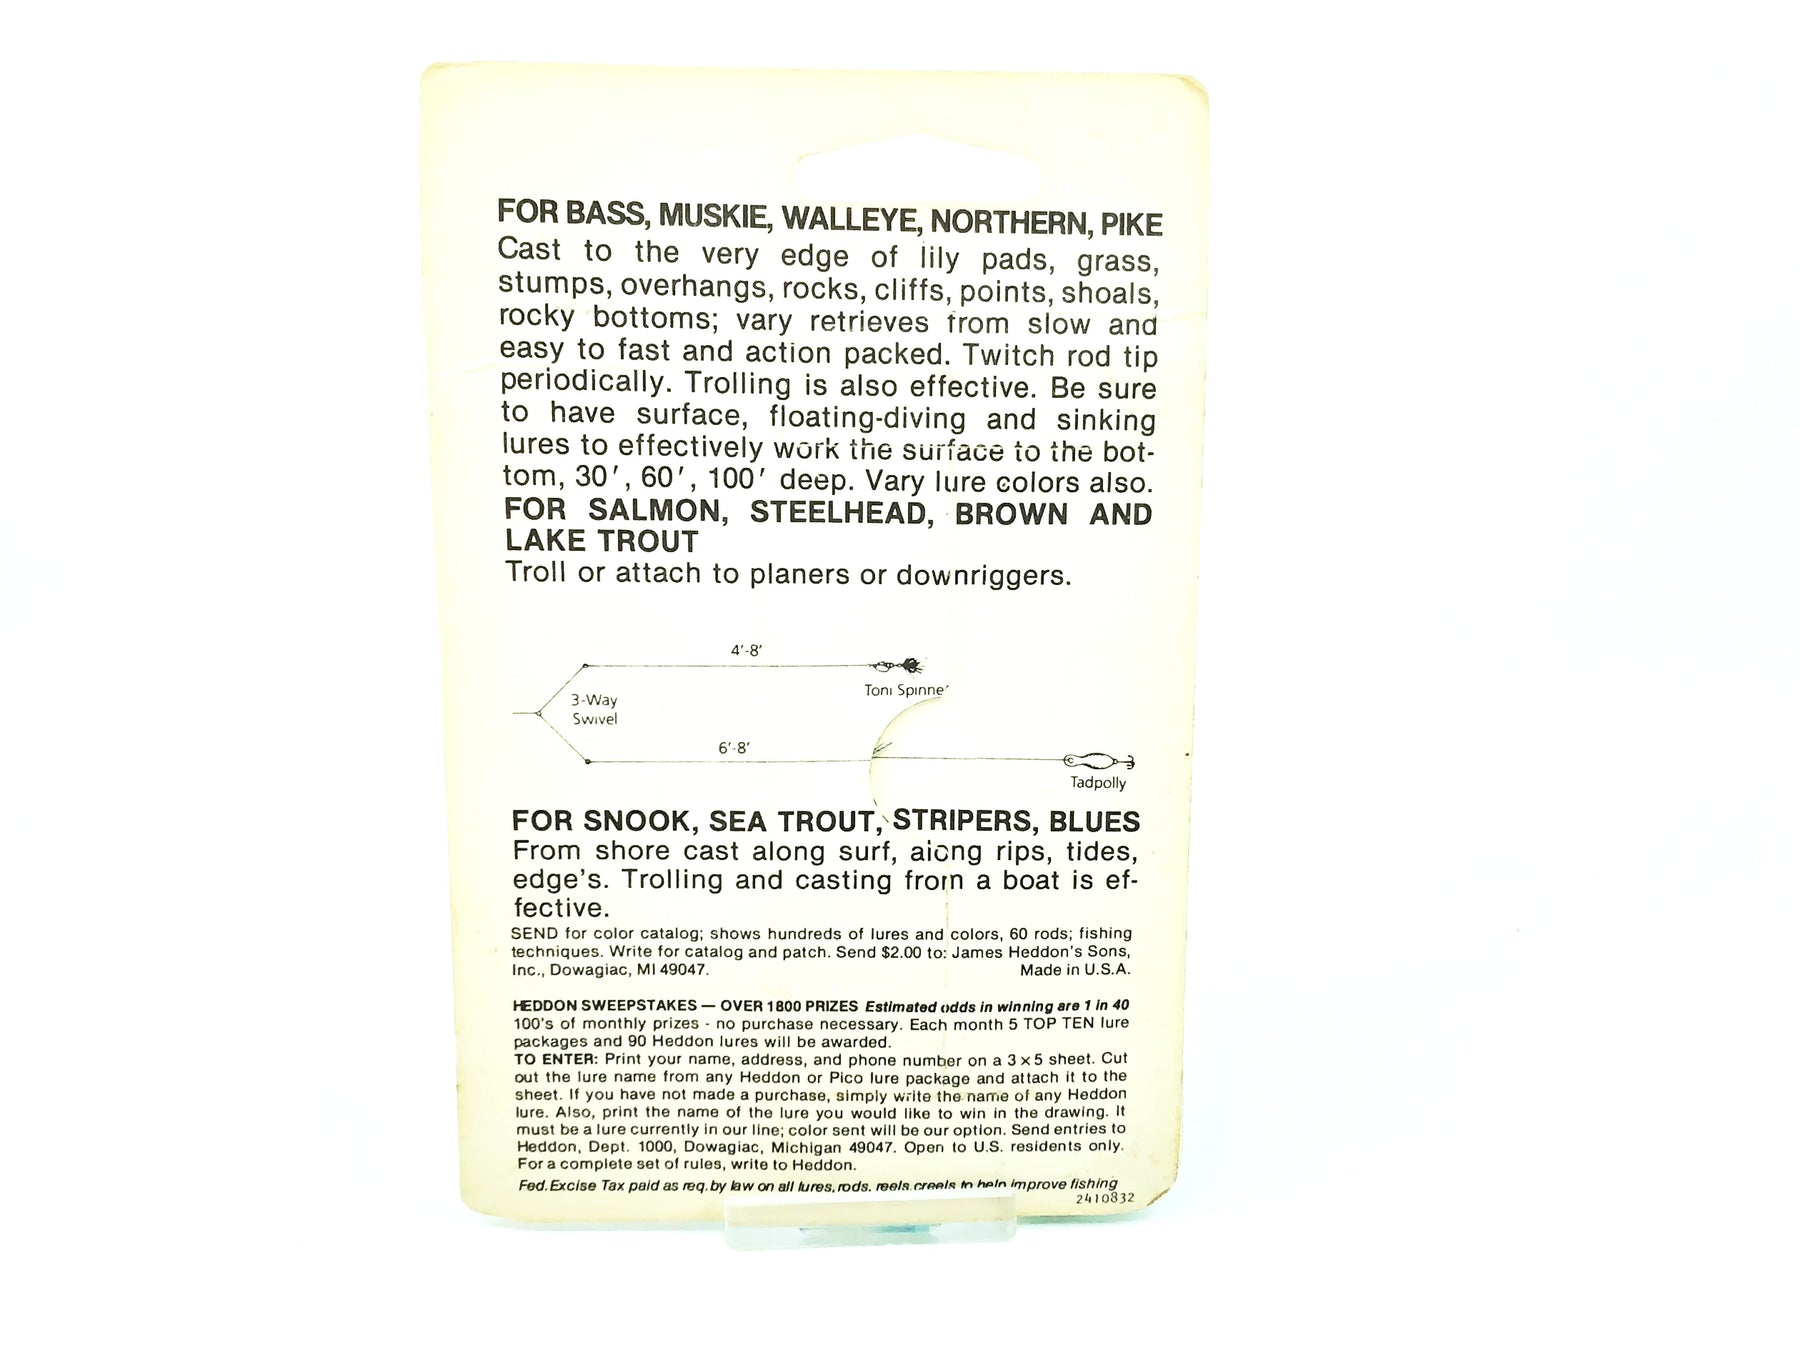 FOR BASS, MUSKIE, WALLEYE, NORTHERN, PIKE
Cast to the very edge of lily pads, grass,
stumps, overhangs, rocks, cliffs, points, shoals,
rocky bottoms; vary retrieves from slow and
easy to fast and action packed. Twitch rod tip
periodically. Trolling is also effective. Be sure
to have surface, floating-diving and sinking
lures to effectively work the surface to the bot-
tom, 30', 60', 100' deep. Vary lure colors also.
FOR SALMON, STEELHEAD, BROWN AND
LAKE TROUT
Troll or attach to planers or downriggers.
4'-8'
Toni Spinner
3-Way
Swivel
6'-8'
Tadpolly
FOR SNOOK, SEA TROUT, STRIPERS, BLUES
From shore cast along surf, along rips, tides,
edge's. Trolling and casting from a boat is ef-
fective.
SEND for color catalog; shows hundreds of lures and colors, 60 rods; fishing
techniques. Write for catalog and patch. Send $2.00 to: James Heddon's Sons,
Inc., Dowagiac, MI 49047. Made in U.S.A.
HEDDON SWEEPSTAKES — OVER 1800 PRIZES Estimated odds in winning are 1 in 40
100's of monthly prizes - no purchase necessary. Each month 5 TOP TEN lure
packages and 90 Heddon lures will be awarded.
TO ENTER: Print your name, address, and phone number on a 3 x 5 sheet. Cut
out the lure name from any Heddon or Pico lure package and attach it to the
sheet. If you have not made a purchase, simply write the name of any Heddon
lure. Also, print the name of the lure you would like to win in the drawing. It
must be a lure currently in our line; color sent will be our option. Send entries to
Heddon, Dept. 1000, Dowagiac, Michigan 49047. Open to U.S. residents only.
For a complete set of rules, write to Heddon.
Fed. Excise Tax paid as req. by law on all lures, rods, reels, creels to help improve fishing
2410832